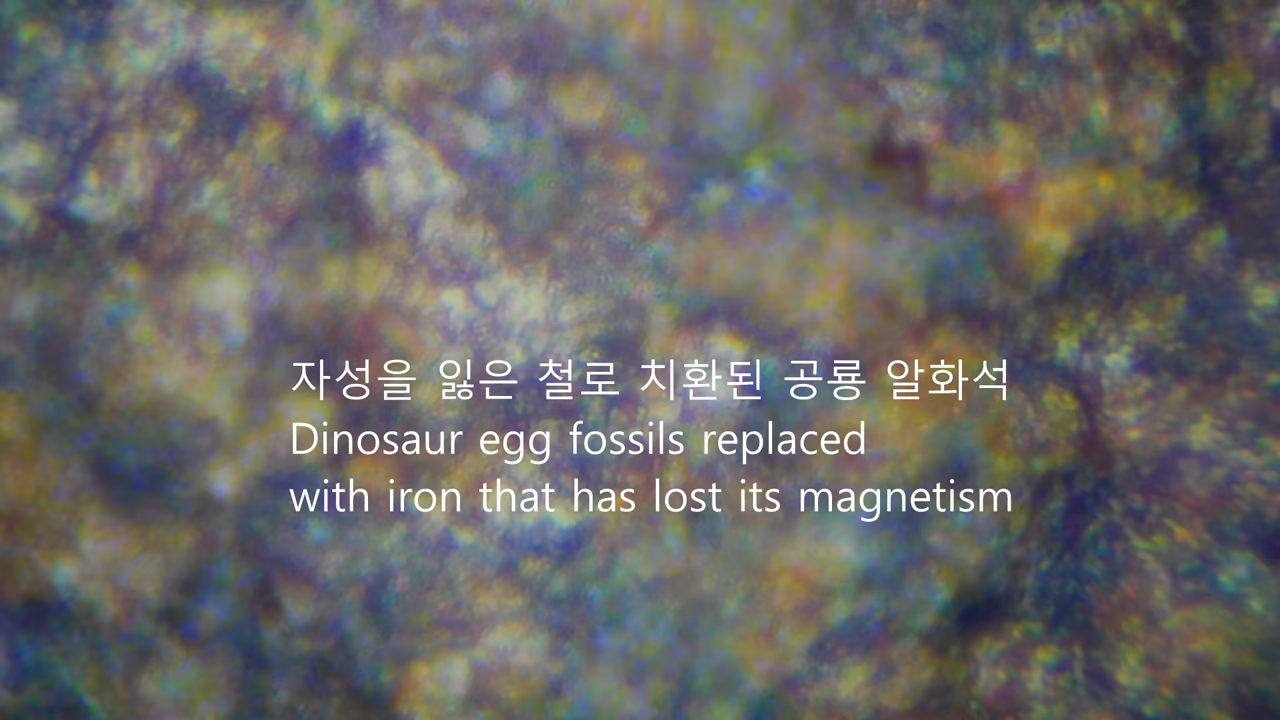 자성을 잃은 철로 치환된 공룡 알화석
Dinosaur egg fossils replaced
with iron that has lost its magnetism